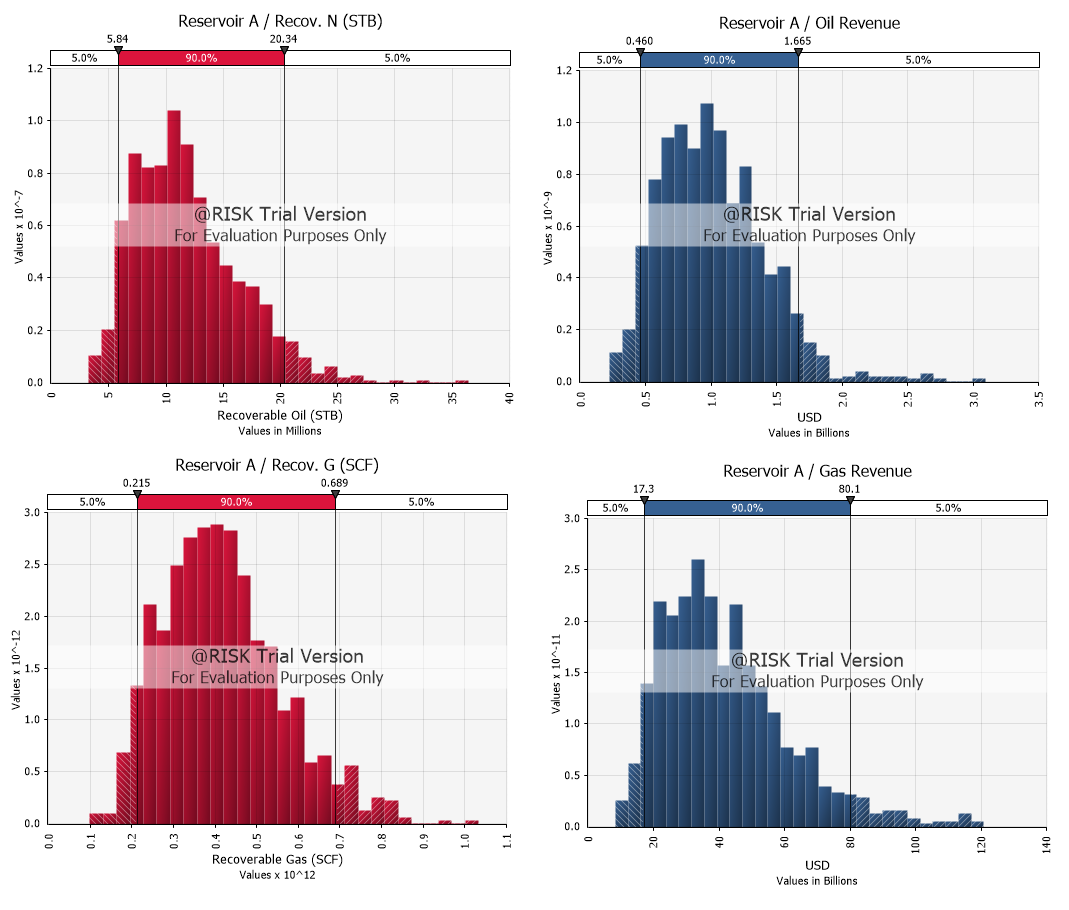 Reservoir A / Recov. N (STB)
5.84 20.34
5.0% 90.0% 5.0%
1.2
1.0
0.8
0.6
0.4
0.2
0.0
Values x 10^-7
@RISK Trial Version
For Evaluation Purposes Only
0 5 10 15 20 25 30 35 40
Recoverable Oil (STB)
Values in Millions
Reservoir A / Oil Revenue
0.460 1.665
5.0% 90.0% 5.0%
1.2
1.0
0.8
0.6
0.4
0.2
0.0
Values x 10^-9
@RISK Trial Version
For Evaluation Purposes Only
0.0 0.5 1.0 1.5 2.0 2.5 3.0 3.5
USD
Values in Billions
Reservoir A / Recov. G (SCF)
0.215 0.689
5.0% 90.0% 5.0%
3.0
2.5
2.0
1.5
1.0
0.5
0.0
Values x 10^-12
@RISK Trial Version
For Evaluation Purposes Only
0.0 0.1 0.2 0.3 0.4 0.5 0.6 0.7 0.8 0.9 1.0 1.1
Recoverable Gas (SCF)
Values x 10^12
Reservoir A / Gas Revenue
17.3 80.1
5.0% 90.0% 5.0%
3.0
2.5
2.0
1.5
1.0
0.5
0.0
Values x 10^-11
@RISK Trial Version
For Evaluation Purposes Only
0 20 40 60 80 100 120 140
USD
Values in Billions